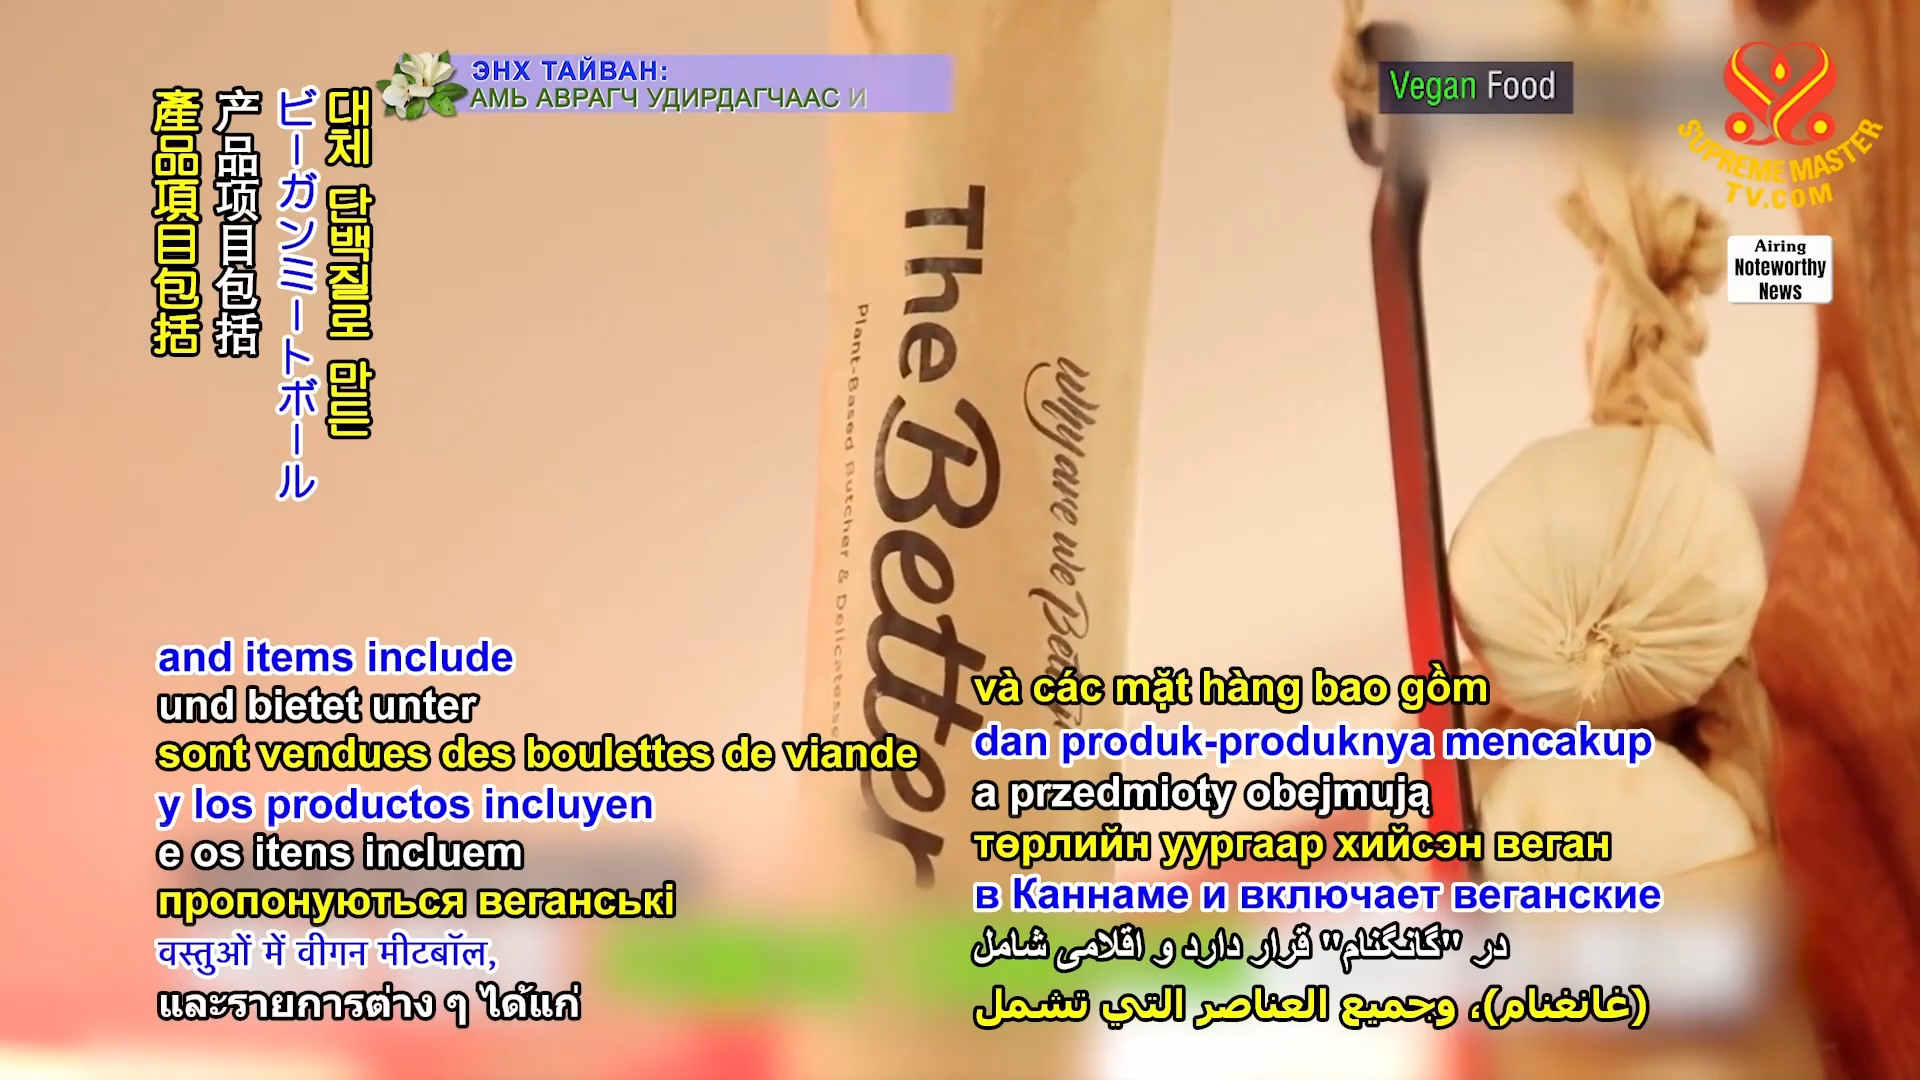 ЭНХ ТАЙВАН:
АМЬ АВРАГЧ УДИРДАГЧААС И
Vegan Food
SUPREME MASTER
TV.COM
Airing
Noteworthy
News
대체 단백질로 만든
ビーガンミートボール
产品项目包括
產品項目包括
The Better
Plant-Based Butcher & Delicatesse
Why are we Better
and items include
und bietet unter
sont vendues des boulettes de viande
y los productos incluyen
e os itens incluem
пропонуються веганські
वस्तुओं में वीगन मीटबॉल,
และรายการต่าง ๆ ได้แก่
và các mặt hàng bao gồm
dan produk-produknya mencakup
a przedmioty obejmują
төрлийн уургаар хийсэн веган
в Каннаме и включает веганские
در "گانگنام" قرار دارد و اقلامی شامل
(غانغنام)، وجميع العناصر التي تشمل